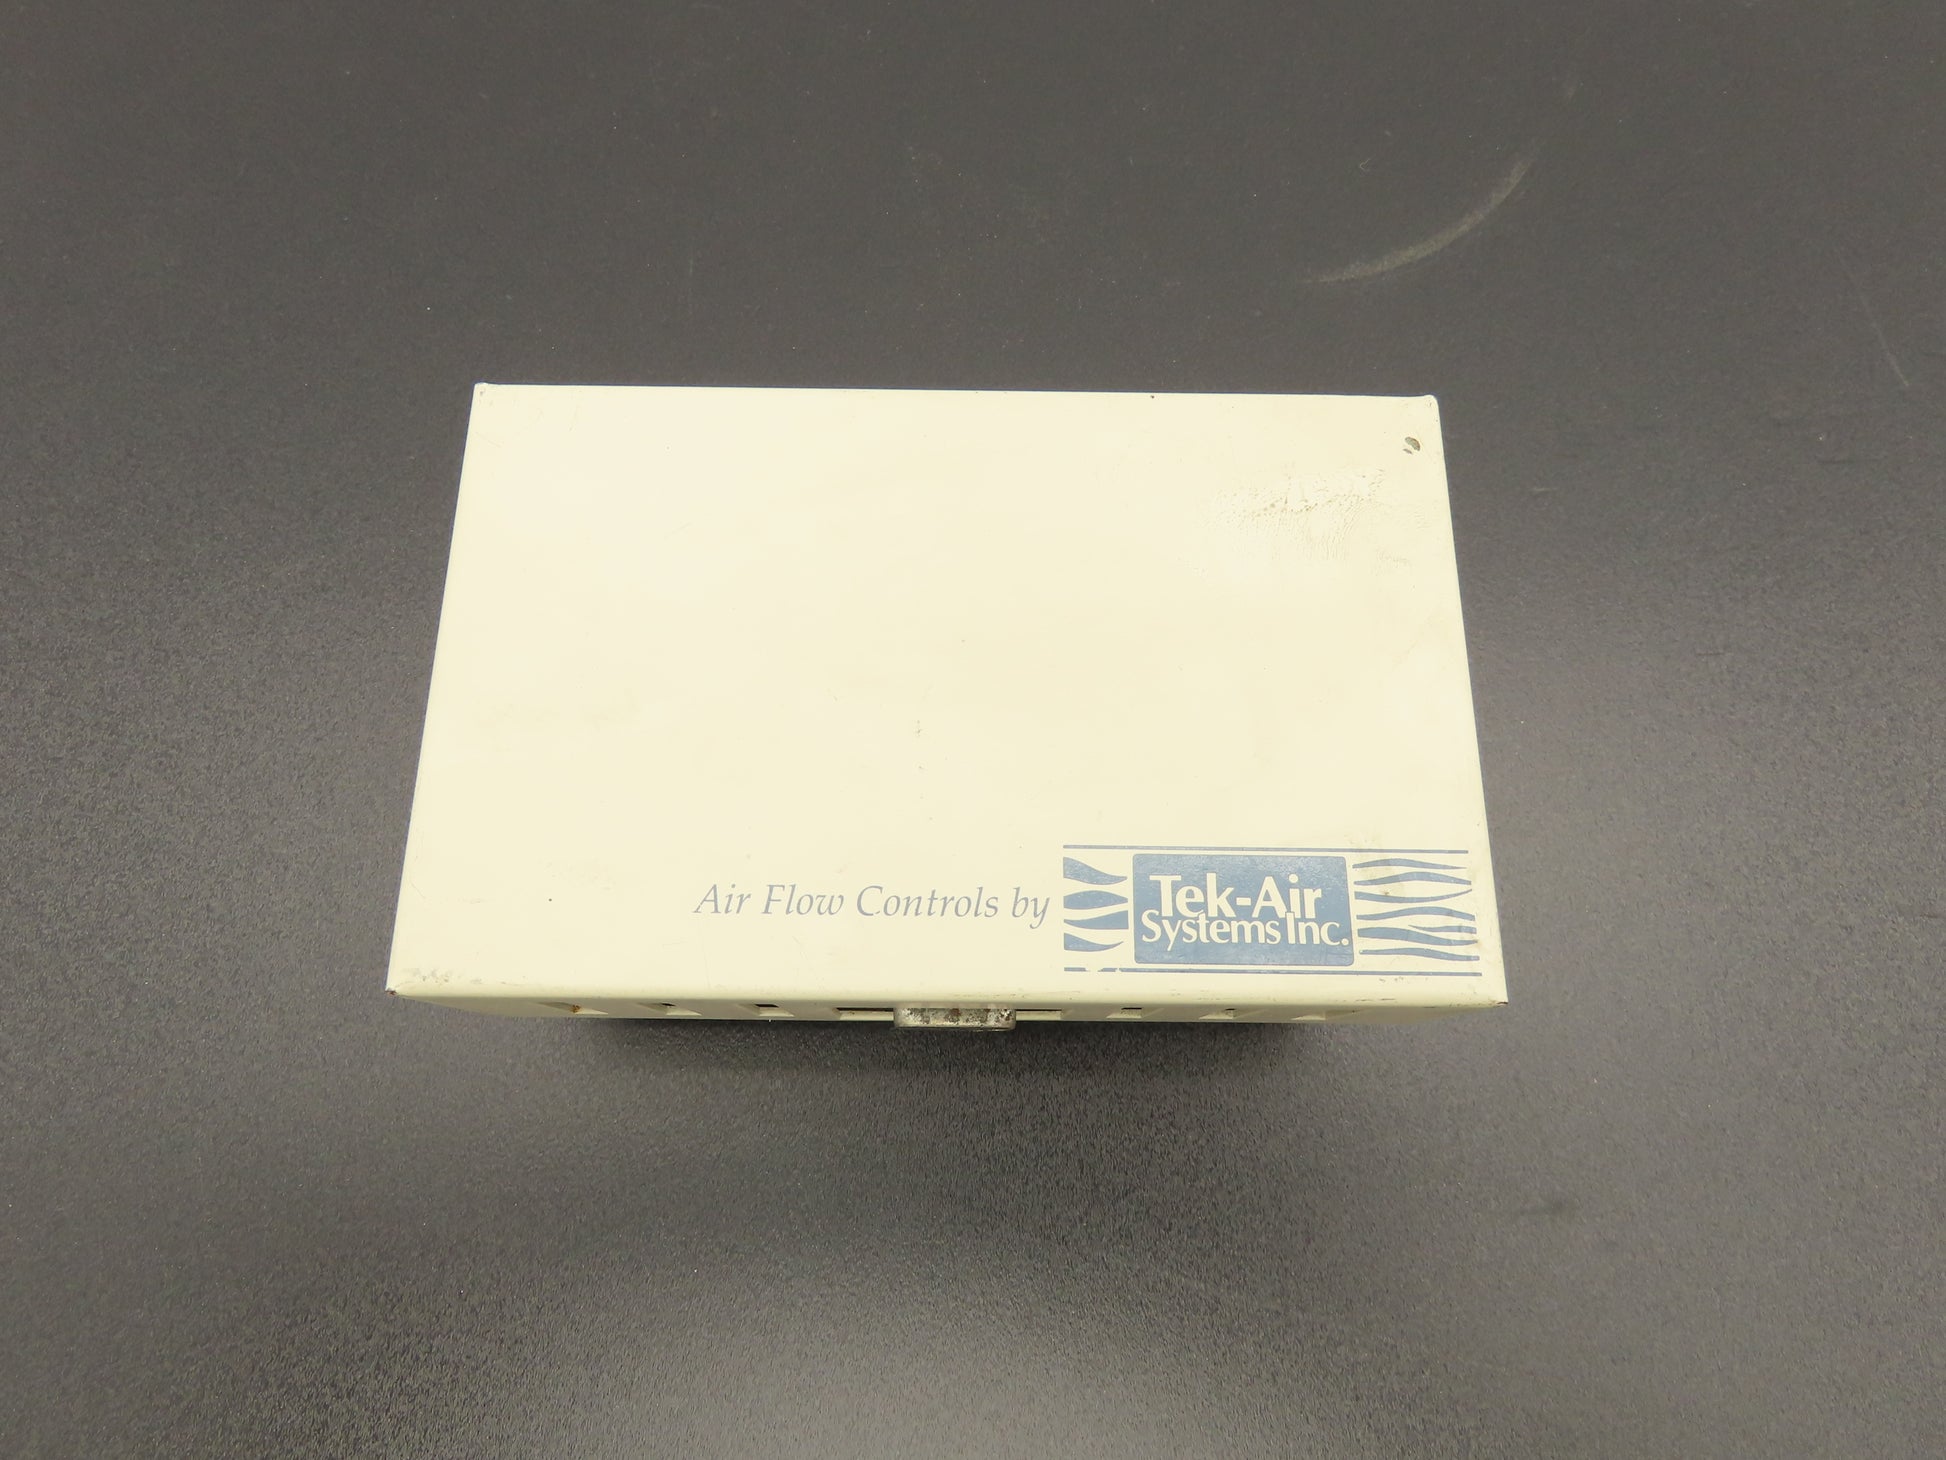 Air Flow Controls by
Tek-Air
Systems Inc.